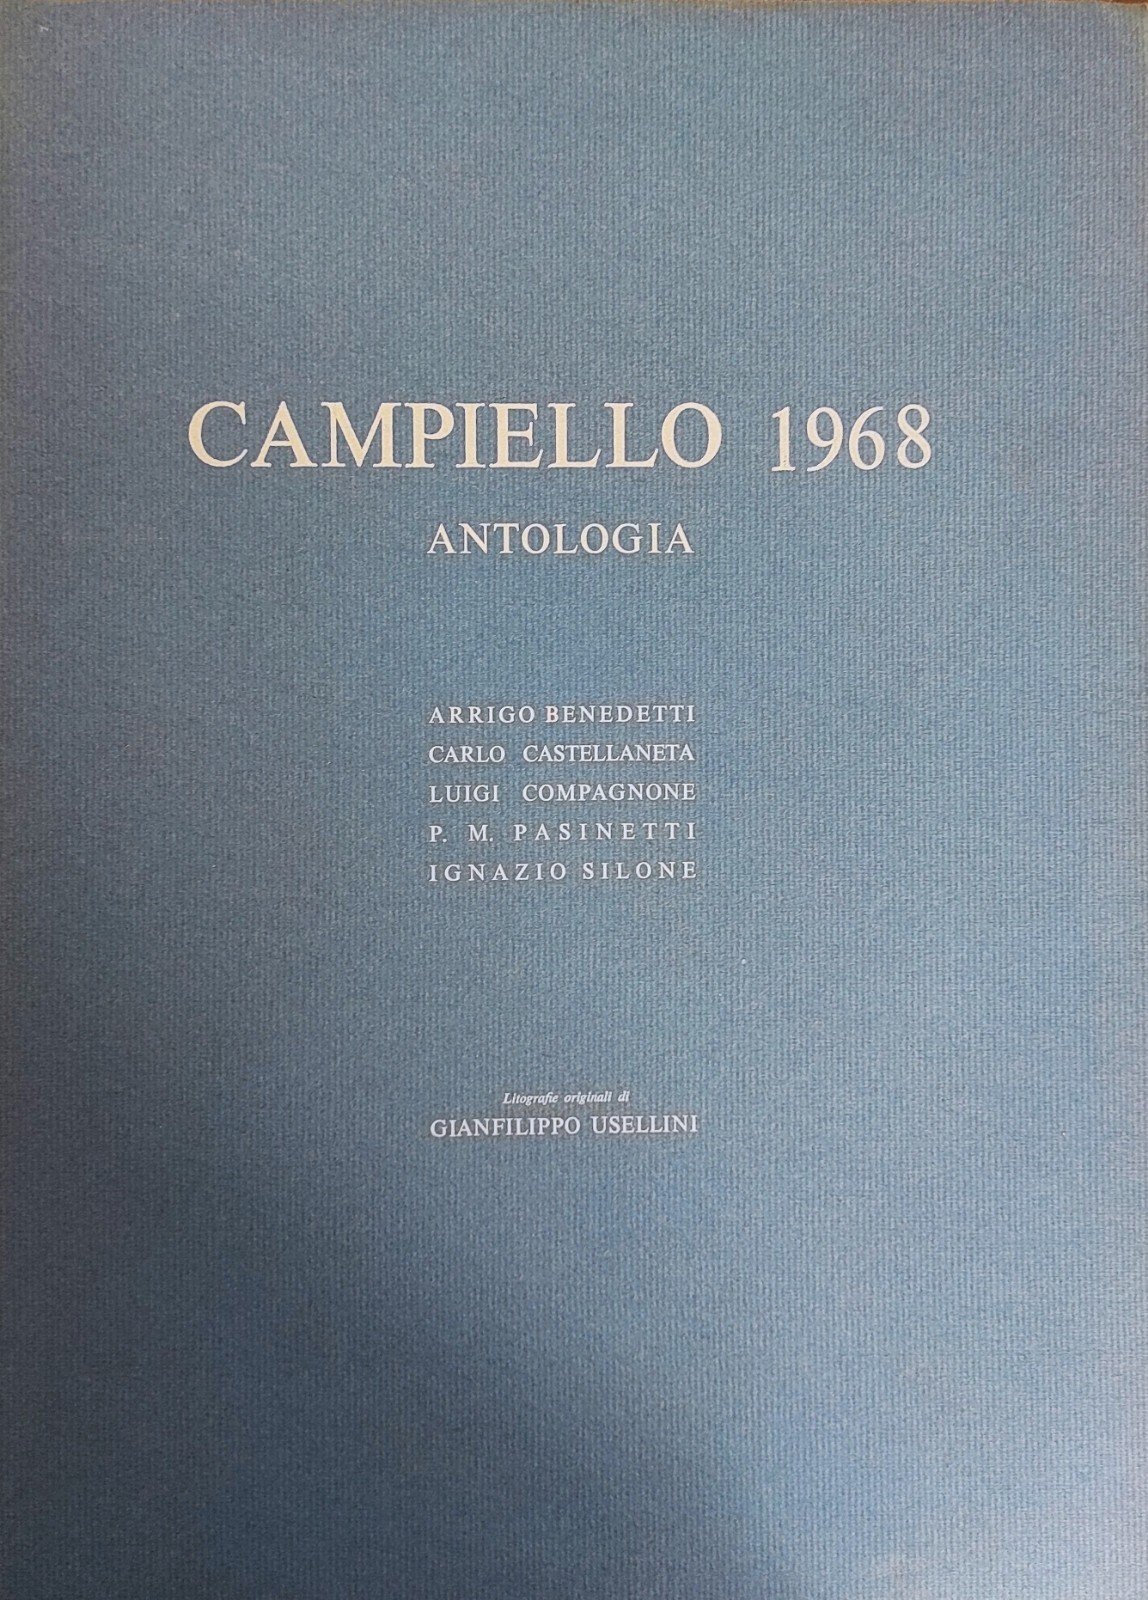 CAMPIELLO 1968
ANTOLOGIA
ARRIGO BENEDETTI
CARLO CASTELLANETA
LUIGI COMPAGNONE
P. M. PASINETTI
IGNAZIO SILONE
Litografie originali di
GIANFILIPPO USELLINI